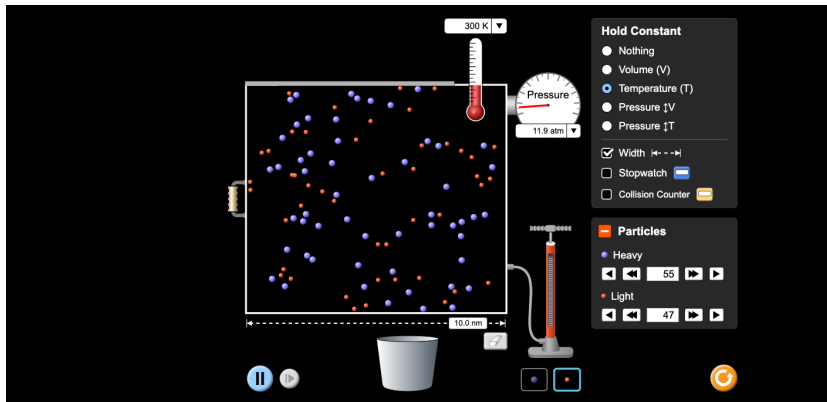 300 K
Pressure
11.9 atm
10.0 nm
Hold Constant
Nothing
Volume (V)
Temperature (T)
Pressure ↕V
Pressure ↕T
Width
Stopwatch
Collision Counter
Particles
Heavy
55
Light
47